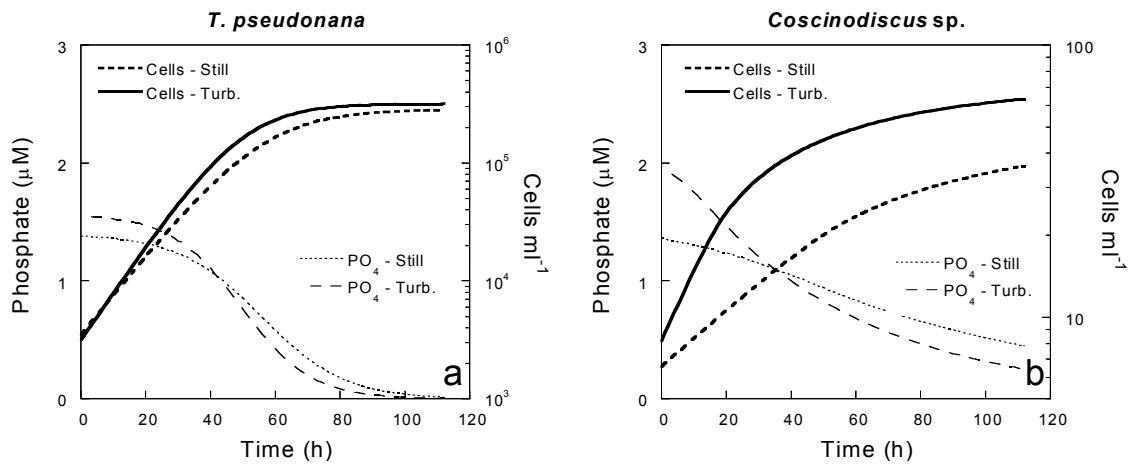 T. pseudonana
3
2
1
0
Phosphate (µM)
Cells - Still
Cells - Turb.
PO4 - Still
PO4 - Turb.
a
10^6
10^5
10^4
10^3
Cells ml^-1
0 20 40 60 80 100 120
Time (h)
Coscinodiscus sp.
3
2
1
0
Phosphate (µM)
Cells - Still
Cells - Turb.
PO4 - Still
PO4 - Turb.
b
100
10
Cells ml^-1
0 20 40 60 80 100 120
Time (h)